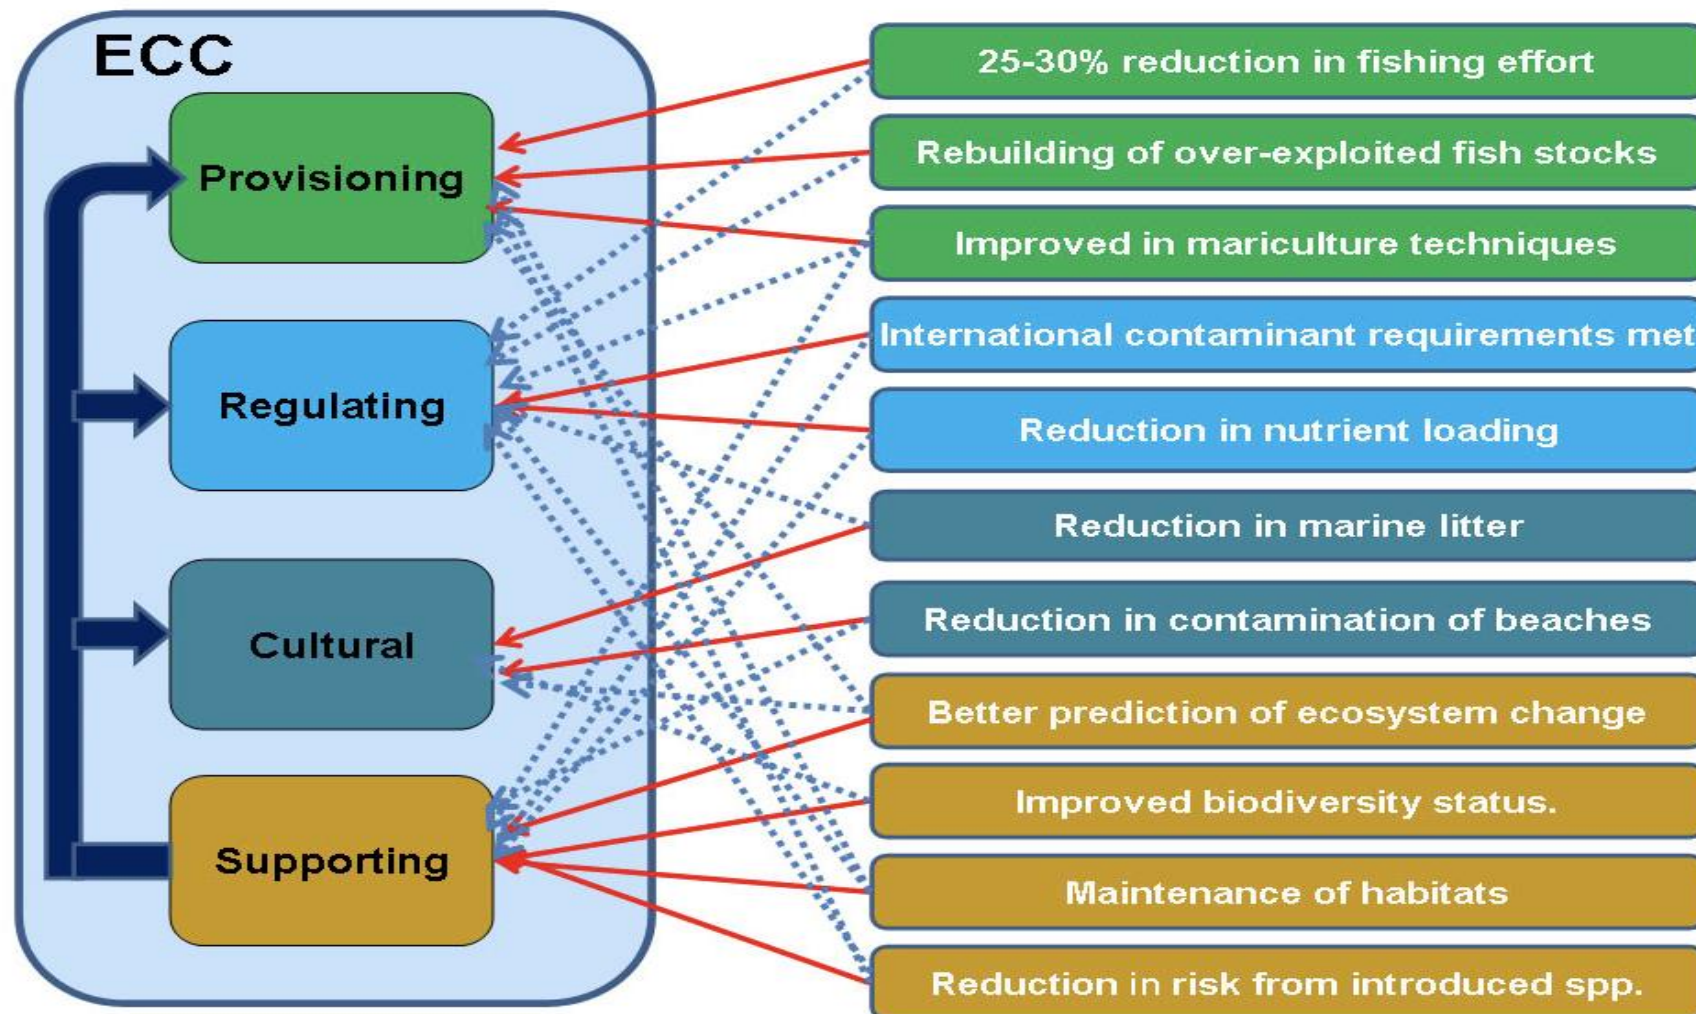 ECC
Provisioning
Regulating
Cultural
Supporting
25-30% reduction in fishing effort
Rebuilding of over-exploited fish stocks
Improved in mariculture techniques
International contaminant requirements met
Reduction in nutrient loading
Reduction in marine litter
Reduction in contamination of beaches
Better prediction of ecosystem change
Improved biodiversity status.
Maintenance of habitats
Reduction in risk from introduced spp.